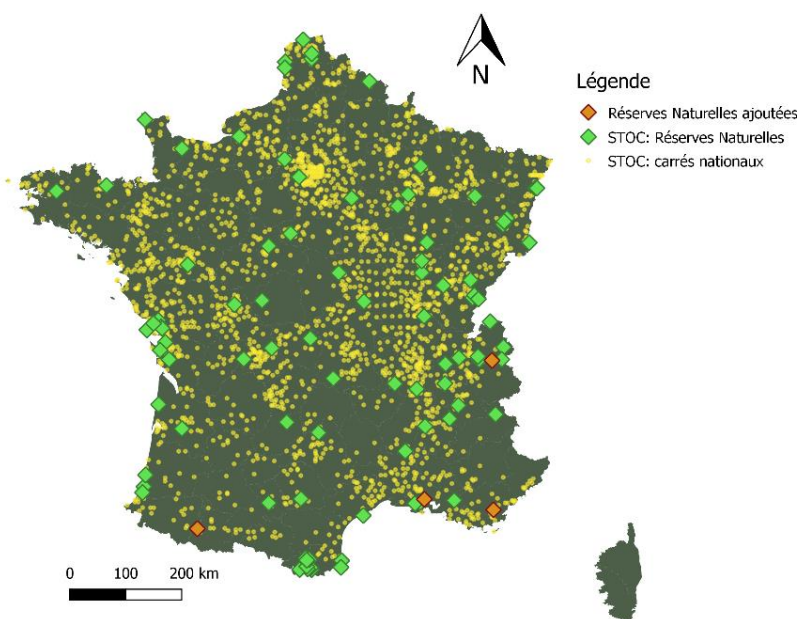 N
Légende
Réserves Naturelles ajoutées
STOC: Réserves Naturelles
STOC: carrés nationaux
0 100 200 km